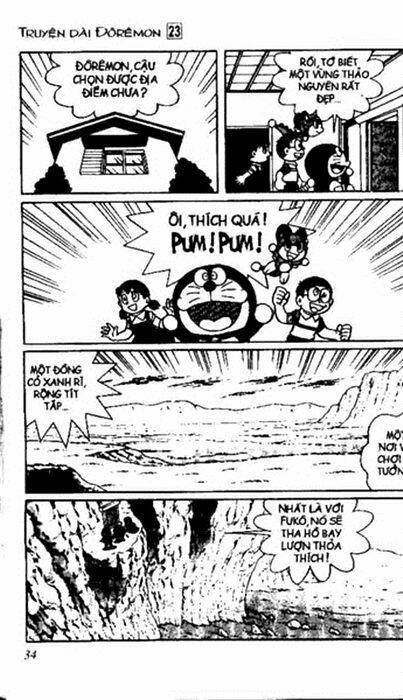 TRUYỆN DÀI ĐÔRÊMON 23
ĐÔRÊMON, CẬU
CHỌN ĐƯỢC ĐỊA
ĐIỂM CHƯA?
RỒI, TỚ BIẾT
MỘT VÙNG THẢO
NGUYÊN RẤT
ĐẸP...
ÔI, THÍCH QUÁ!
PUM! PUM!
MỘT ĐỒNG
CỎ XANH RÌ,
RỘNG TÍT
TẮP...
MỘ
NƠI V
CHƠI
TƯỞN
NHẤT LÀ VỚI
FUKÔ, NÓ SẼ
THA HỒ BAY
LƯỢN THỎA
THÍCH!
34